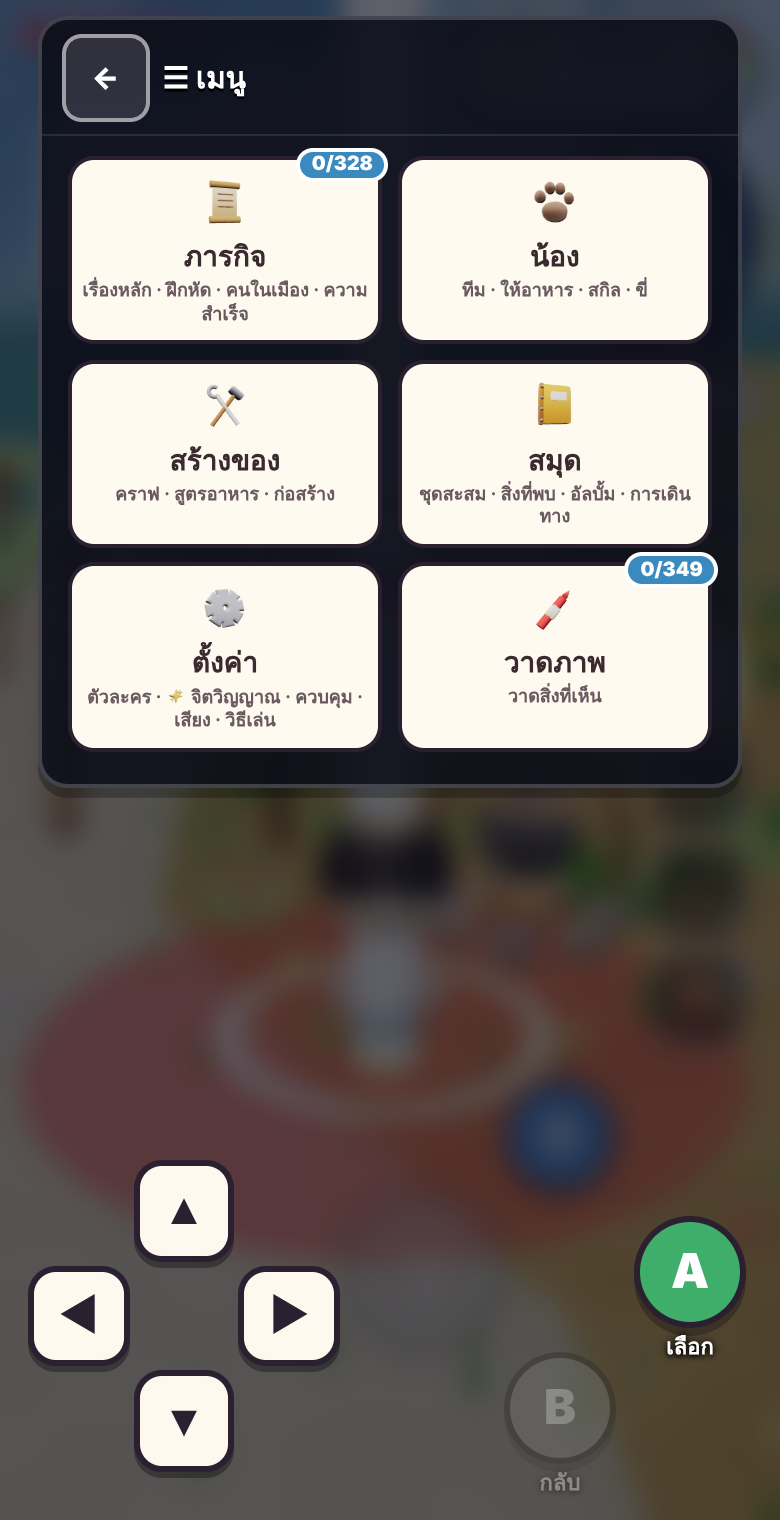 ← ☰ เมนู
0/328
ภารกิจ
เรื่องหลัก · ฝึกหัด · คนในเมือง · ความ
สำเร็จ
น้อง
ทีม · ให้อาหาร · สกิล · ขี่
สร้างของ
คราฟ · สูตรอาหาร · ก่อสร้าง
สมุด
ชุดสะสม · สิ่งที่พบ · อัลบั้ม · การเดิน
ทาง
ตั้งค่า
ตัวละคร · จิตวิญญาณ · ควบคุม ·
เสียง · วิธีเล่น
0/349
วาดภาพ
วาดสิ่งที่เห็น
▲
◀ ▶
▼
A
เลือก
B
กลับ